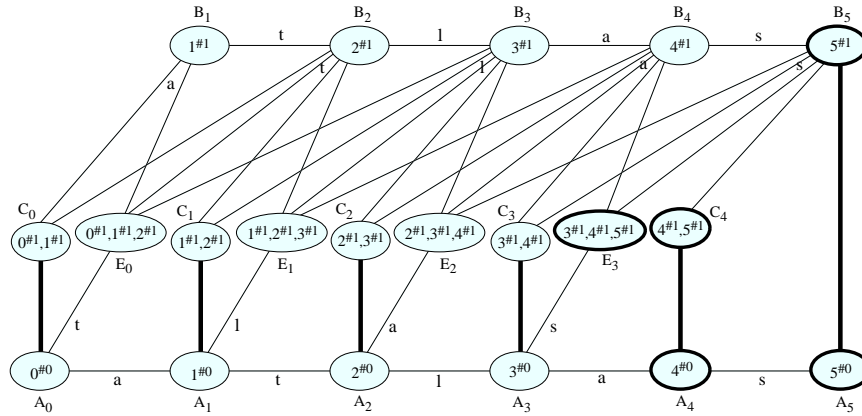 B1 B2 B3 B4 B5
1#1 t 2#1 l 3#1 a 4#1 s 5#1
t l a s
a
C0 C1 C2 C3 C4
0#1,1#1 0#1,1#1,2#1 1#1,2#1 1#1,2#1,3#1 2#1,3#1 2#1,3#1,4#1 3#1,4#1 3#1,4#1,5#1 4#1,5#1
E0 E1 E2 E3
t l a s
0#0 a 1#0 t 2#0 l 3#0 a 4#0 s 5#0
A0 A1 A2 A3 A4 A5